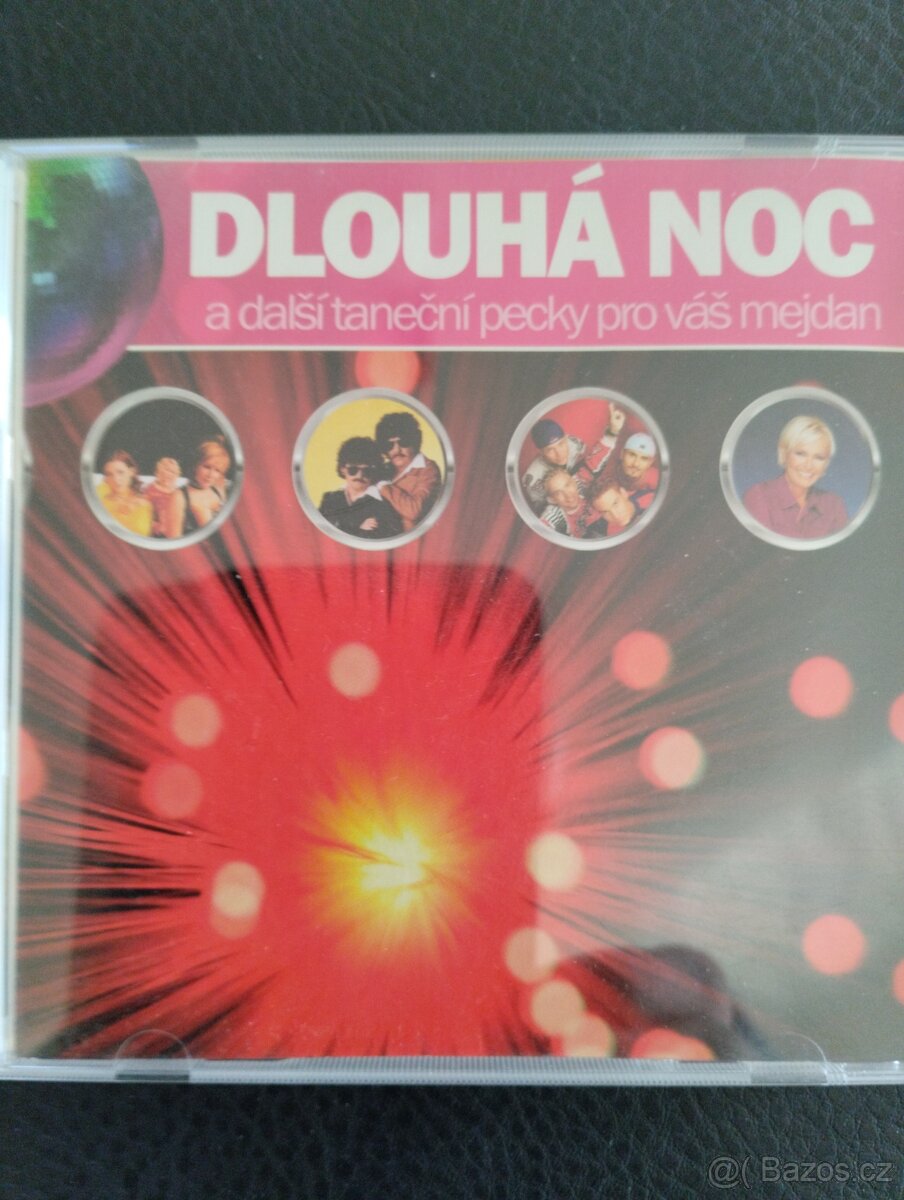 DLOUHÁ NOC
a další taneční pecky pro váš mejdan
@( Bazos.cz